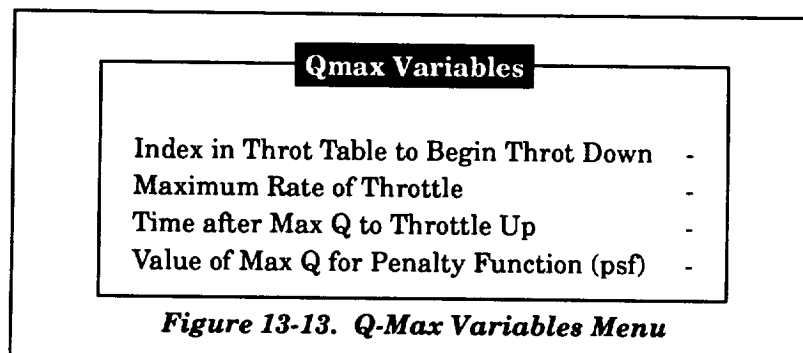 Qmax Variables
Index in Throt Table to Begin Throt Down -
Maximum Rate of Throttle -
Time after Max Q to Throttle Up -
Value of Max Q for Penalty Function (psf) -
Figure 13-13. Q-Max Variables Menu